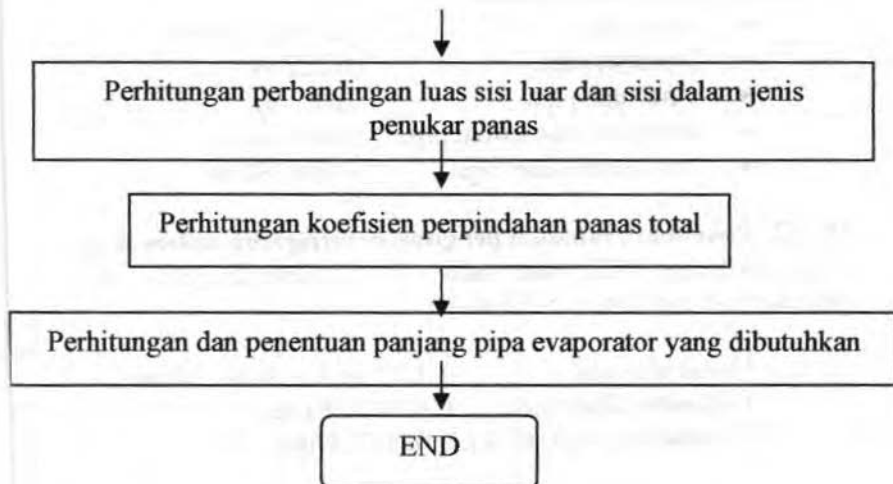 Perhitungan perbandingan luas sisi luar dan sisi dalam jenis
penukar panas
Perhitungan koefisien perpindahan panas total
Perhitungan dan penentuan panjang pipa evaporator yang dibutuhkan
END